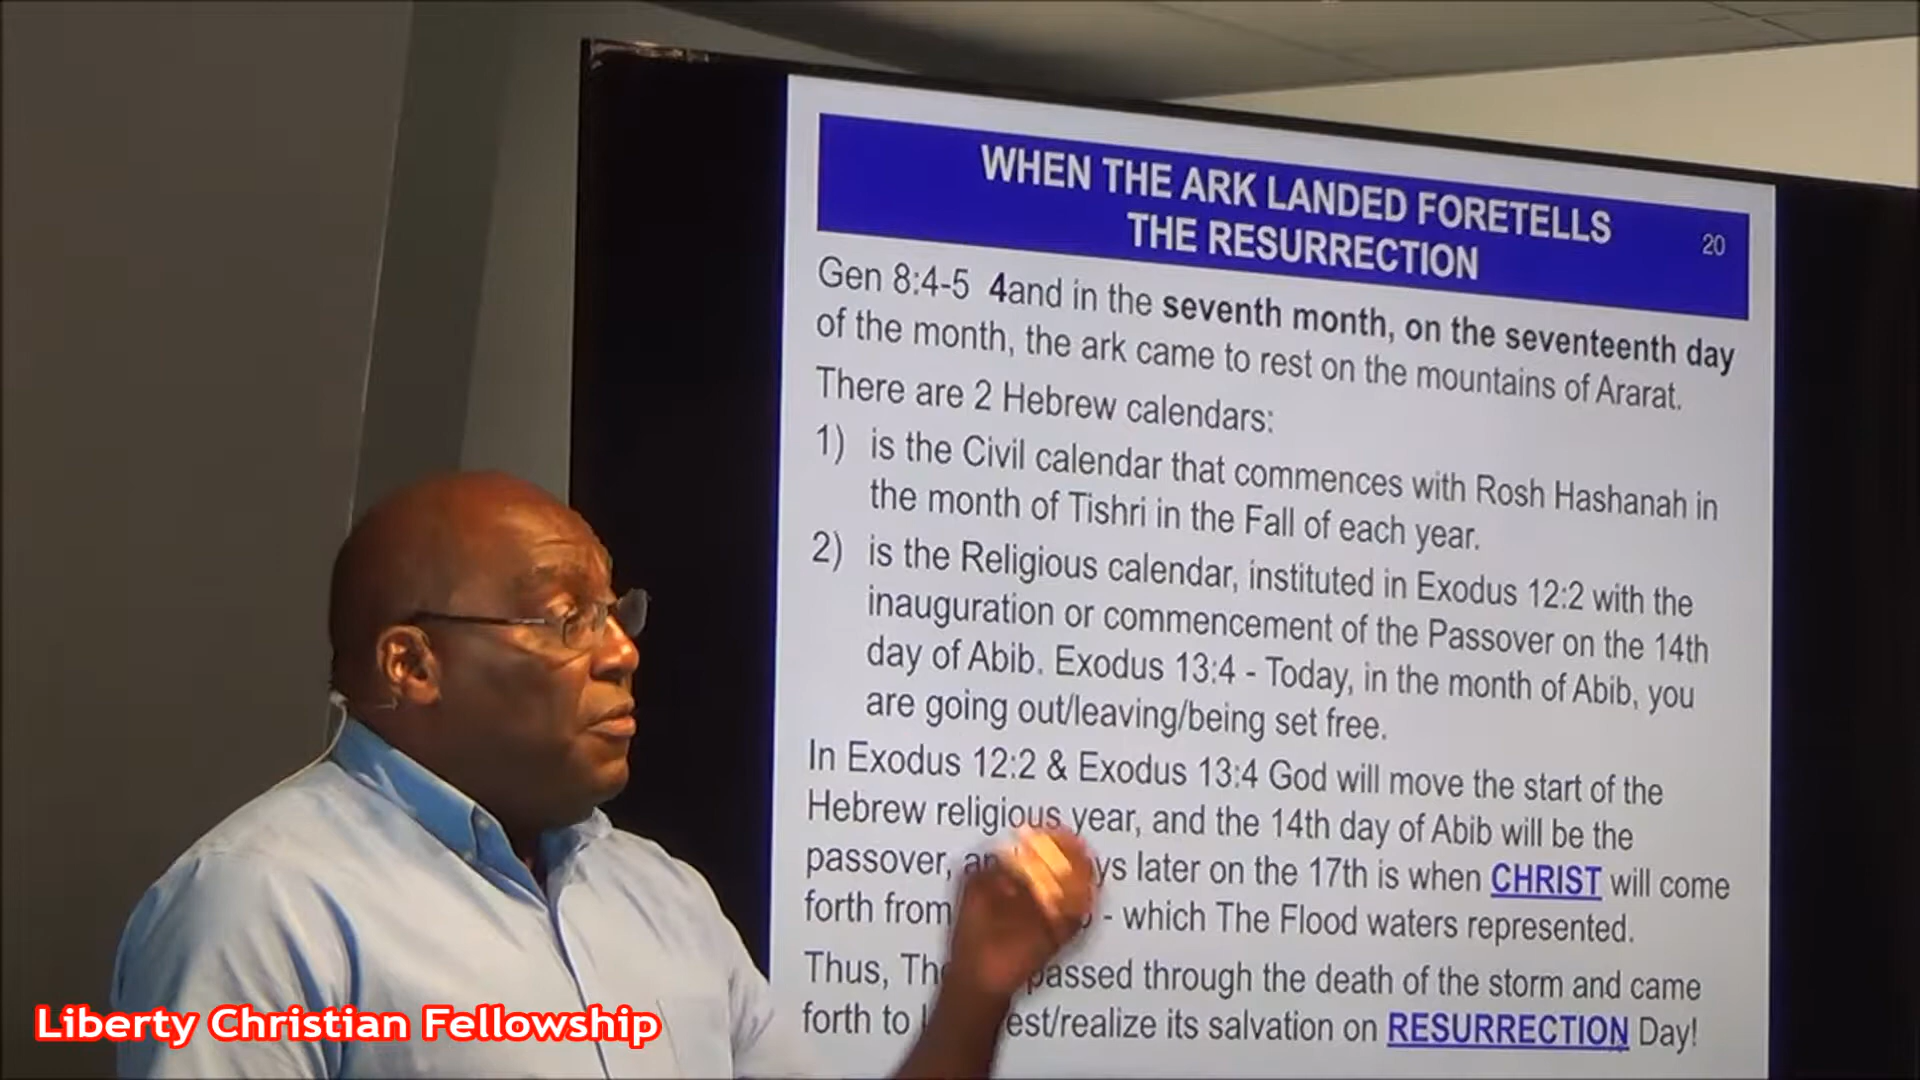 WHEN THE ARK LANDED FORETELLS
THE RESURRECTION
20
Gen 8:4-5 4and in the seventh month, on the seventeenth day
of the month, the ark came to rest on the mountains of Ararat.
There are 2 Hebrew calendars:
1) is the Civil calendar that commences with Rosh Hashanah in
the month of Tishri in the Fall of each year.
2) is the Religious calendar, instituted in Exodus 12:2 with the
inauguration or commencement of the Passover on the 14th
day of Abib. Exodus 13:4 - Today, in the month of Abib, you
are going out/leaving/being set free.
In Exodus 12:2 & Exodus 13:4 God will move the start of the
Hebrew religious year, and the 14th day of Abib will be the
passover, later on the 17th is when CHRIST will come
forth from - which The Flood waters represented.
Thus, passed through the death of the storm and came
forth to est/realize its salvation on RESURRECTION Day!
Liberty Christian Fellowship